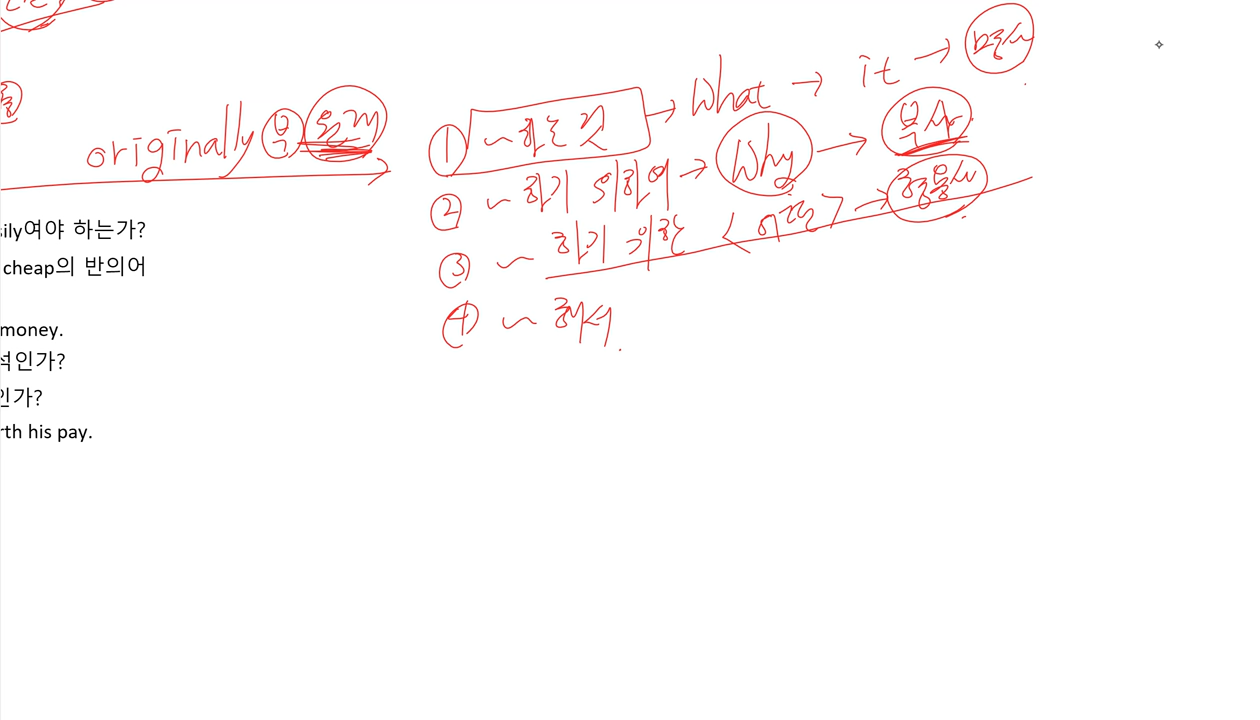 originally 부 원래
① ~하는 것 → What → it → 명사
② ~하기 위하여 → Why → 부사
③ ~하기 위한 < > → 형용사
④ ~해서.
sily여야 하는가?
cheap의 반의어
money.
석인가?
인가?
rth his pay.